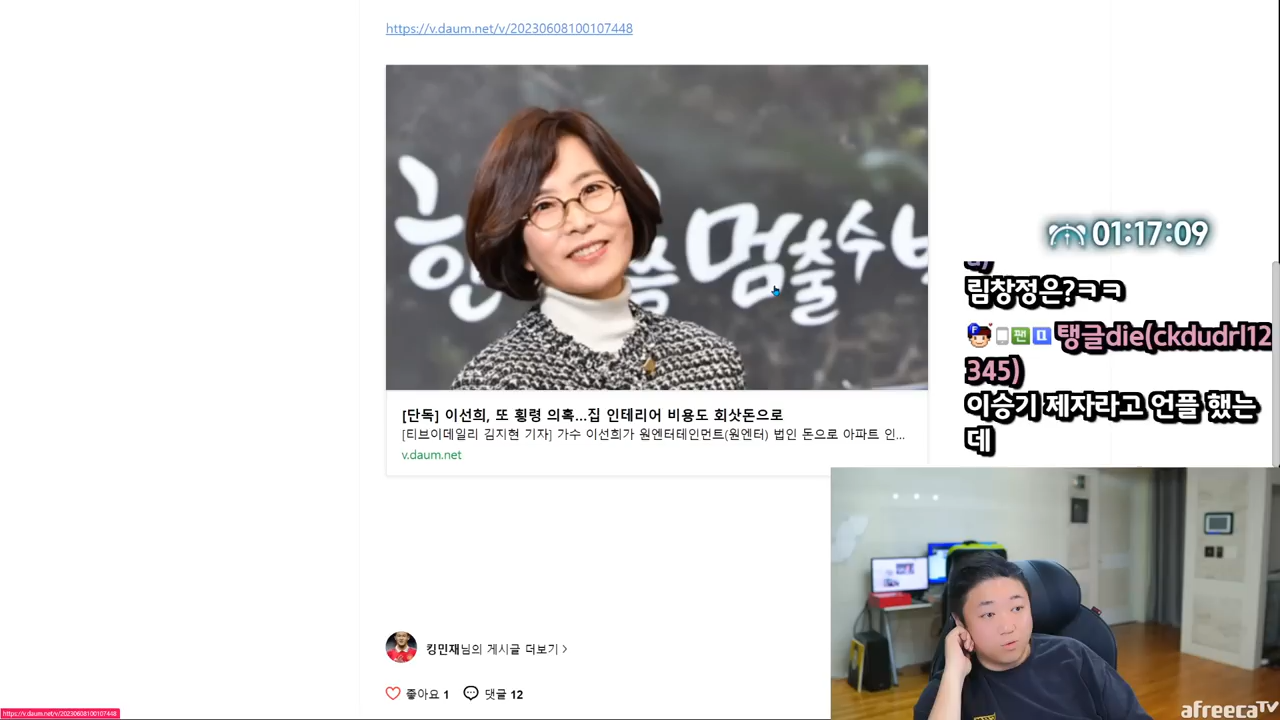 https://v.daum.net/v/20230608100107448
멈출수
[단독] 이선희, 또 횡령 의혹…집 인테리어 비용도 회삿돈으로
[티브이데일리 김지현 기자] 가수 이선희가 원엔터테인먼트(원엔터) 법인 돈으로 아파트 인...
v.daum.net
01:17:09
림창정은?ㅋㅋ
F 팬 n 탱글die(ckdudrl12
345)
이승기 제자라고 언플 했는
데
킹민재님의 게시글 더보기 >
좋아요 1 댓글 12
https://v.daum.net/v/20230608100107448
afreecaTV